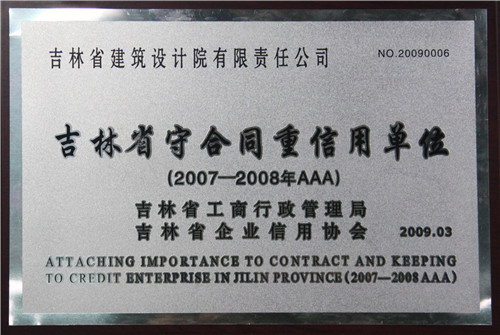 吉林省建筑设计院有限责任公司 NO.20090006
吉林省守合同重信用单位
(2007—2008年AAA)
吉林省工商行政管理局
吉林省企业信用协会 2009.03
ATTACHING IMPORTANCE TO CONTRACT AND KEEPING
TO CREDIT ENTERPRISE IN JILIN PROVINCE (2007—2008 AAA)